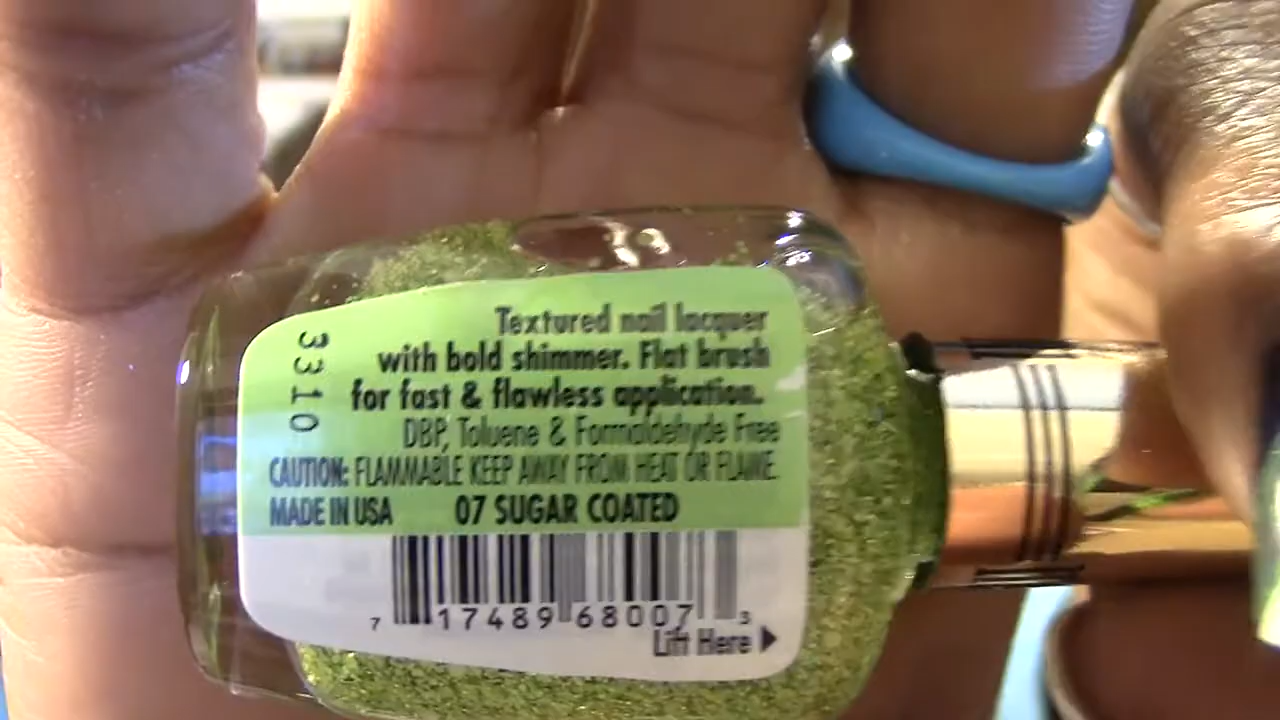 Textured nail lacquer
with bold shimmer. Flat brush
for fast & flawless application.
DBP, Toluene & Formaldehyde Free
CAUTION: FLAMMABLE KEEP AWAY FROM HEAT OR FLAME.
MADE IN USA 07 SUGAR COATED
3310
7 17489 68007 3
Lift Here